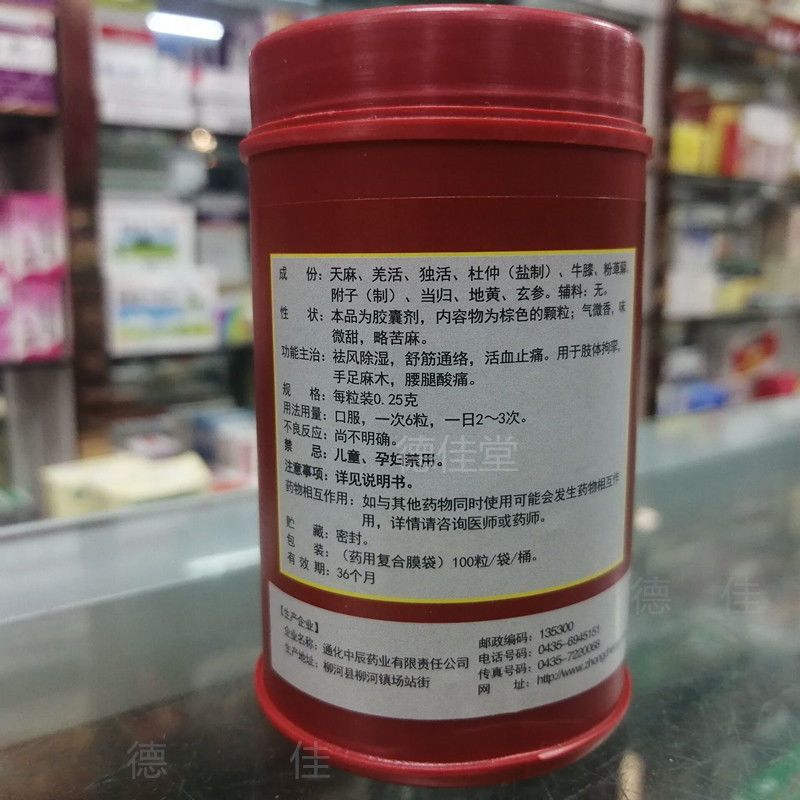 成 份：天麻、羌活、独活、杜仲（盐制）、牛膝、粉萆薢、
附子（制）、当归、地黄、玄参。辅料：无。
性 状：本品为胶囊剂，内容物为棕色的颗粒；气微香，味
微甜，略苦麻。
功能主治：祛风除湿，舒筋通络，活血止痛。用于肢体拘挛，
手足麻木，腰腿酸痛。
规 格：每粒装0.25克
用法用量：口服，一次6粒，一日2～3次。
不良反应：尚不明确。
禁 忌：儿童、孕妇禁用。
注意事项：详见说明书。
药物相互作用：如与其他药物同时使用可能会发生药物相互作
用，详情请咨询医师或药师。
贮 藏：密封。
包 装：（药用复合膜袋）100粒/袋/桶。
有 效 期：36个月
【生产企业】
企业名称：通化中辰药业有限责任公司
生产地址：柳河县柳河镇场站街
邮政编码：135300
电话号码：0435-6945151
传真号码：0435-7220068
网 址：http://www.zhongchen
德佳堂
德 佳
德 佳